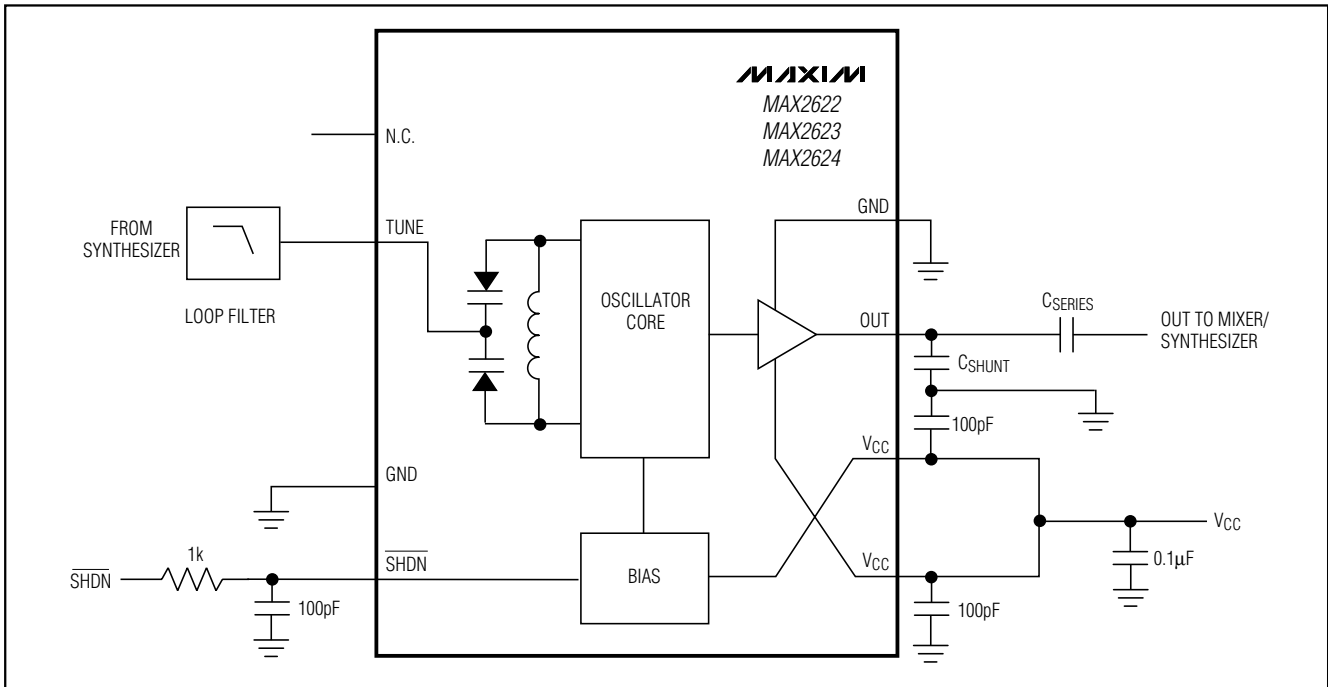 MAXIM
MAX2622
MAX2623
MAX2624
N.C.
GND
FROM
SYNTHESIZER
TUNE
LOOP FILTER
OSCILLATOR
CORE
OUT
CSERIES
OUT TO MIXER/
SYNTHESIZER
CSHUNT
100pF
VCC
GND
VCC
0.1µF
SHDN
1k
SHDN
BIAS
VCC
100pF
100pF